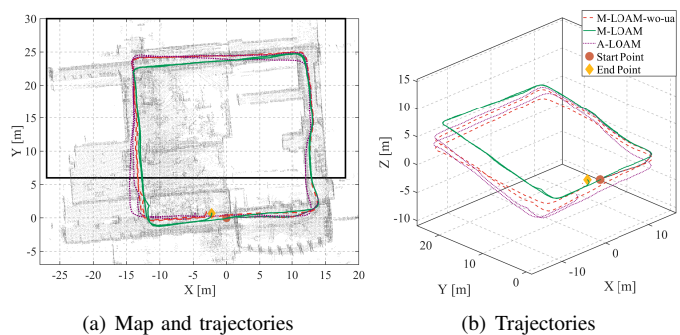 30
25
20
15
10
5
0
-5
Y [m]
-25 -20 -15 -10 -5 0 5 10 15 20
X [m]
(a) Map and trajectories
M-LOAM-wo-ua
M-LOAM
A-LOAM
Start Point
End Point
15
10
5
0
-5
-10
Z [m]
20
10
0
Y [m]
-10
0
10
X [m]
(b) Trajectories